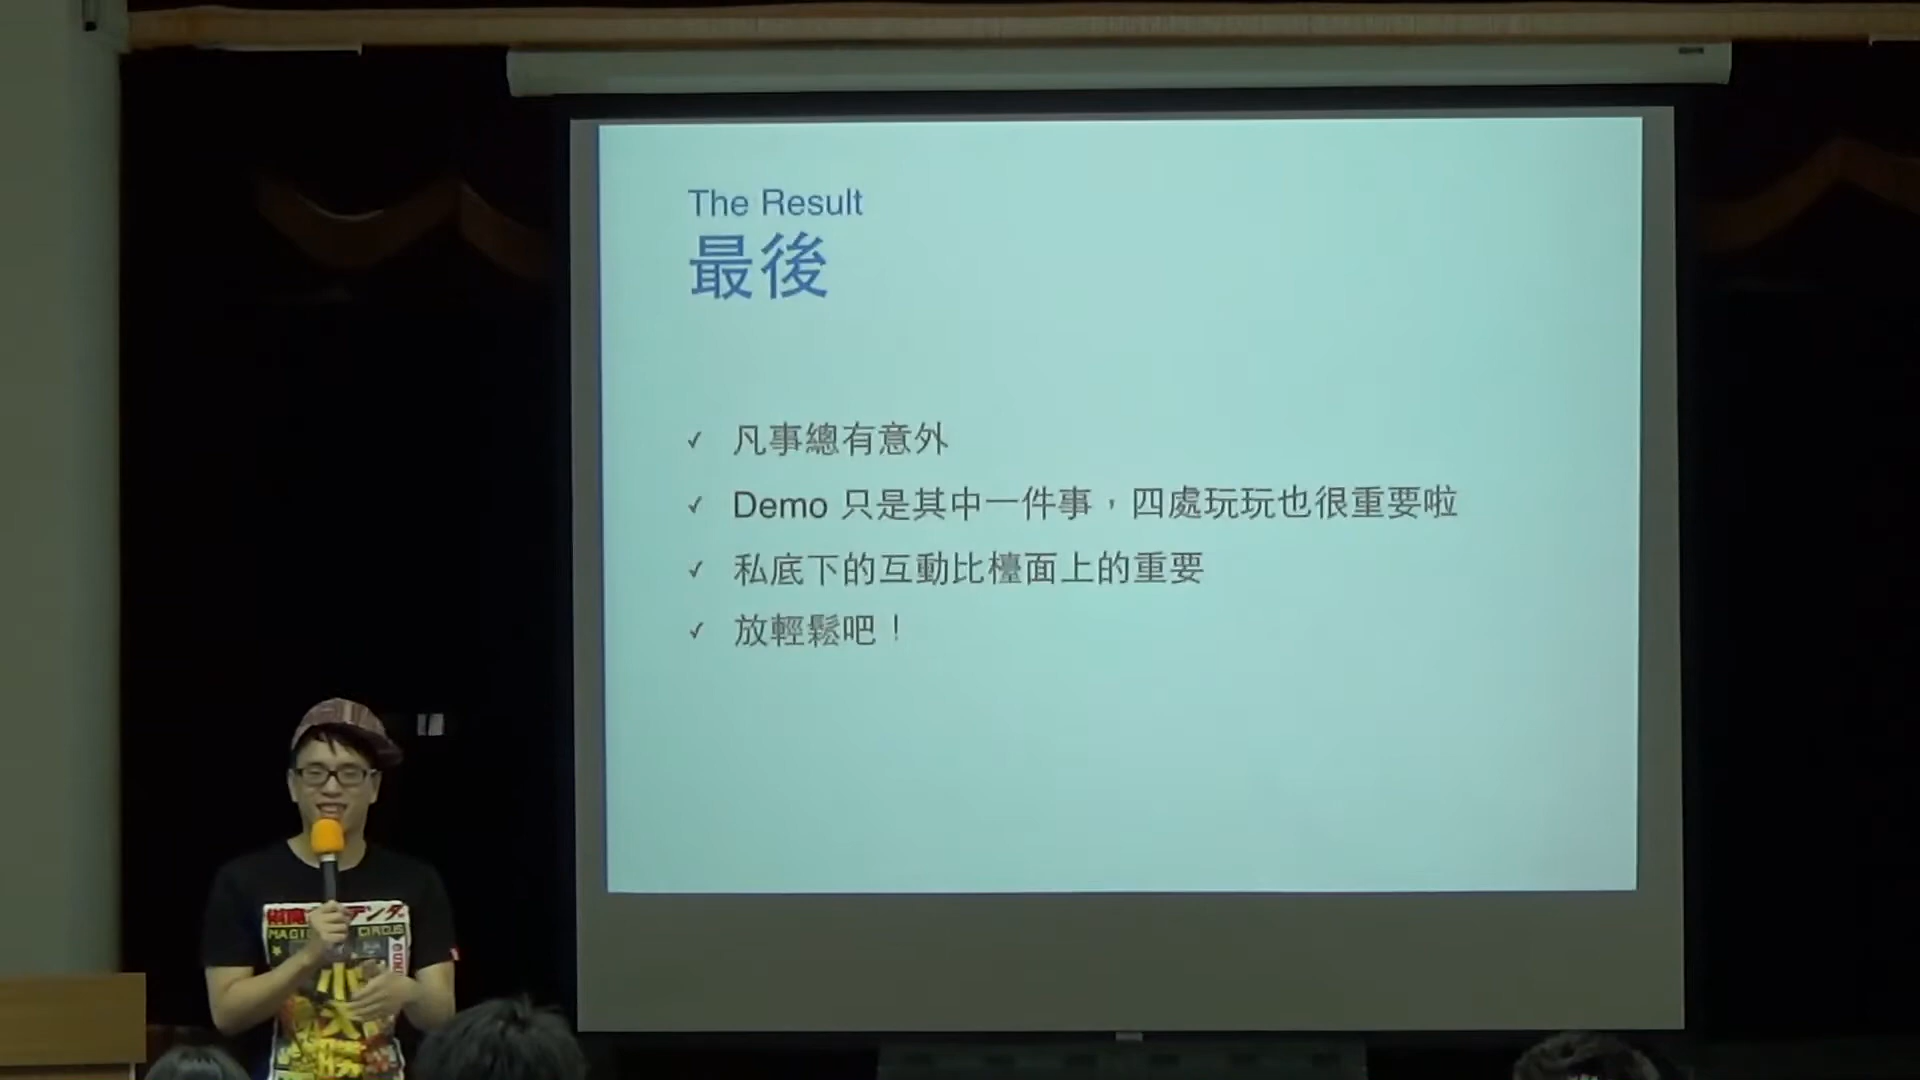 The Result
最後
✓ 凡事總有意外
✓ Demo 只是其中一件事,四處玩玩也很重要啦
✓ 私底下的互動比檯面上的重要
✓ 放輕鬆吧!
CIRCUS